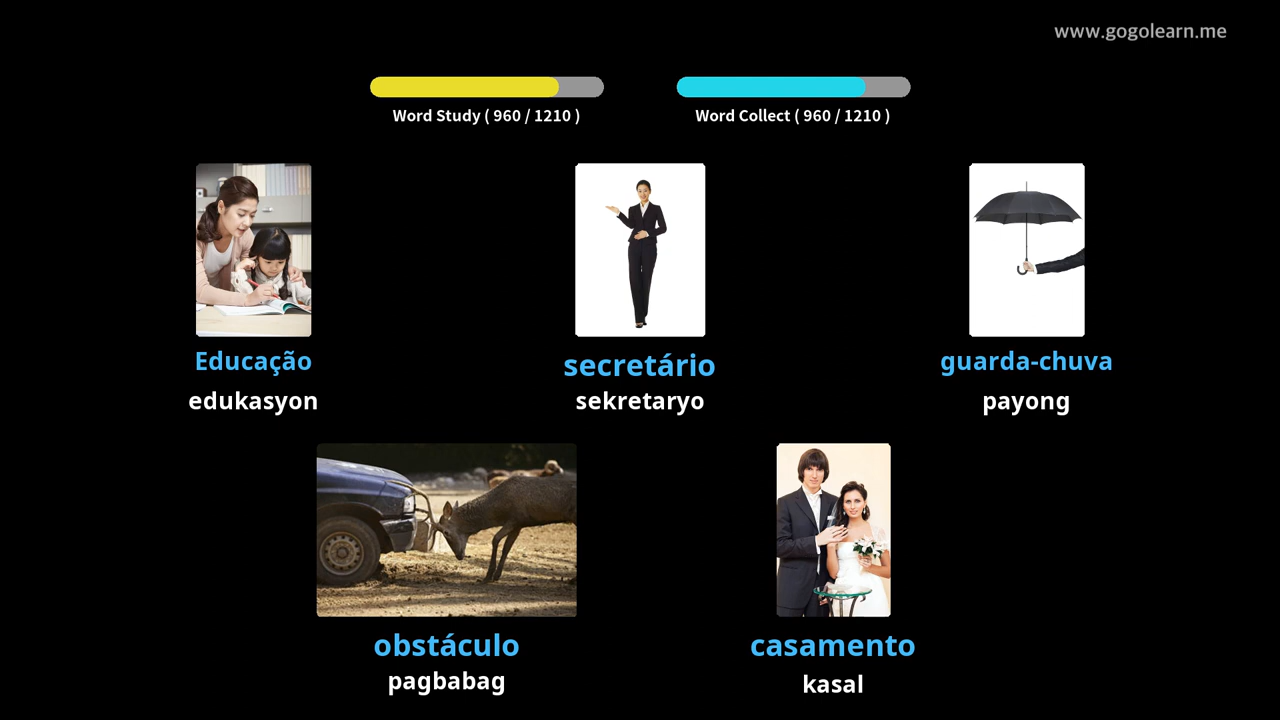 www.gogolearn.me
Word Study ( 960 / 1210 )
Word Collect ( 960 / 1210 )
Educação
secretário
guarda-chuva
edukasyon
sekretaryo
payong
obstáculo
casamento
pagbabag
kasal